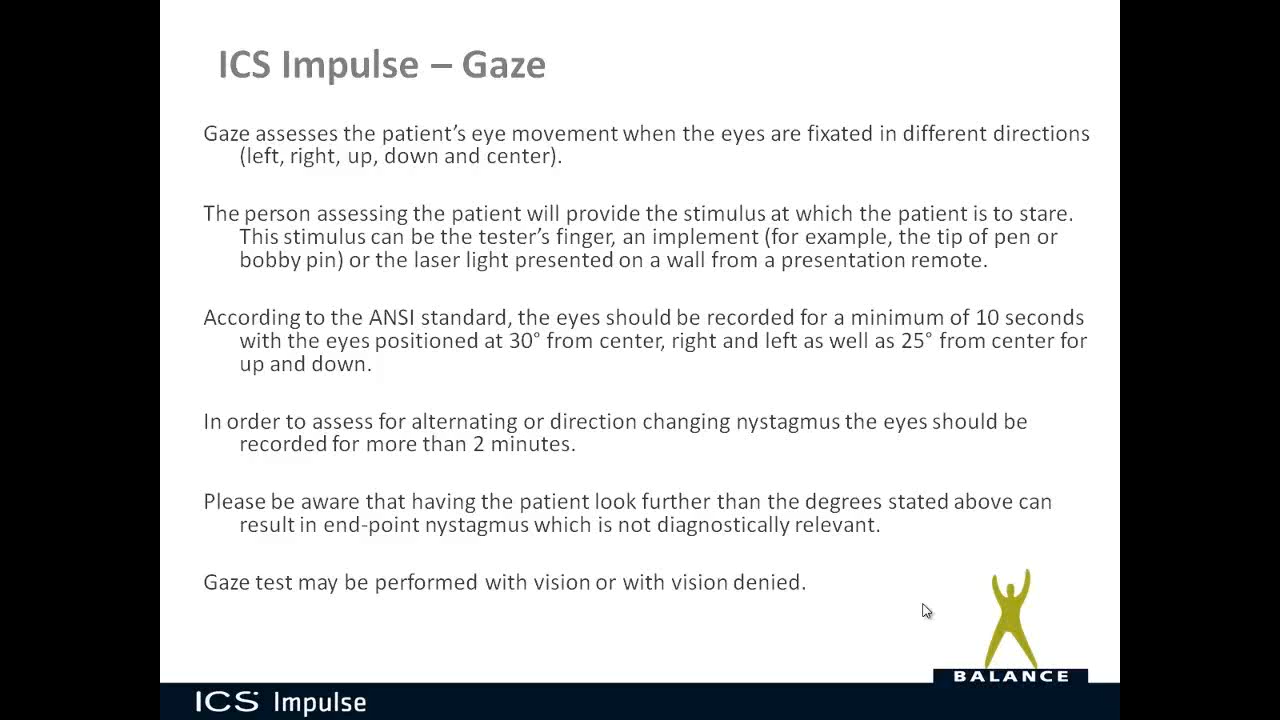 ICS Impulse – Gaze
Gaze assesses the patient’s eye movement when the eyes are fixated in different directions
(left, right, up, down and center).
The person assessing the patient will provide the stimulus at which the patient is to stare.
This stimulus can be the tester’s finger, an implement (for example, the tip of pen or
bobby pin) or the laser light presented on a wall from a presentation remote.
According to the ANSI standard, the eyes should be recorded for a minimum of 10 seconds
with the eyes positioned at 30° from center, right and left as well as 25° from center for
up and down.
In order to assess for alternating or direction changing nystagmus the eyes should be
recorded for more than 2 minutes.
Please be aware that having the patient look further than the degrees stated above can
result in end-point nystagmus which is not diagnostically relevant.
Gaze test may be performed with vision or with vision denied.
BALANCE
ICS Impulse